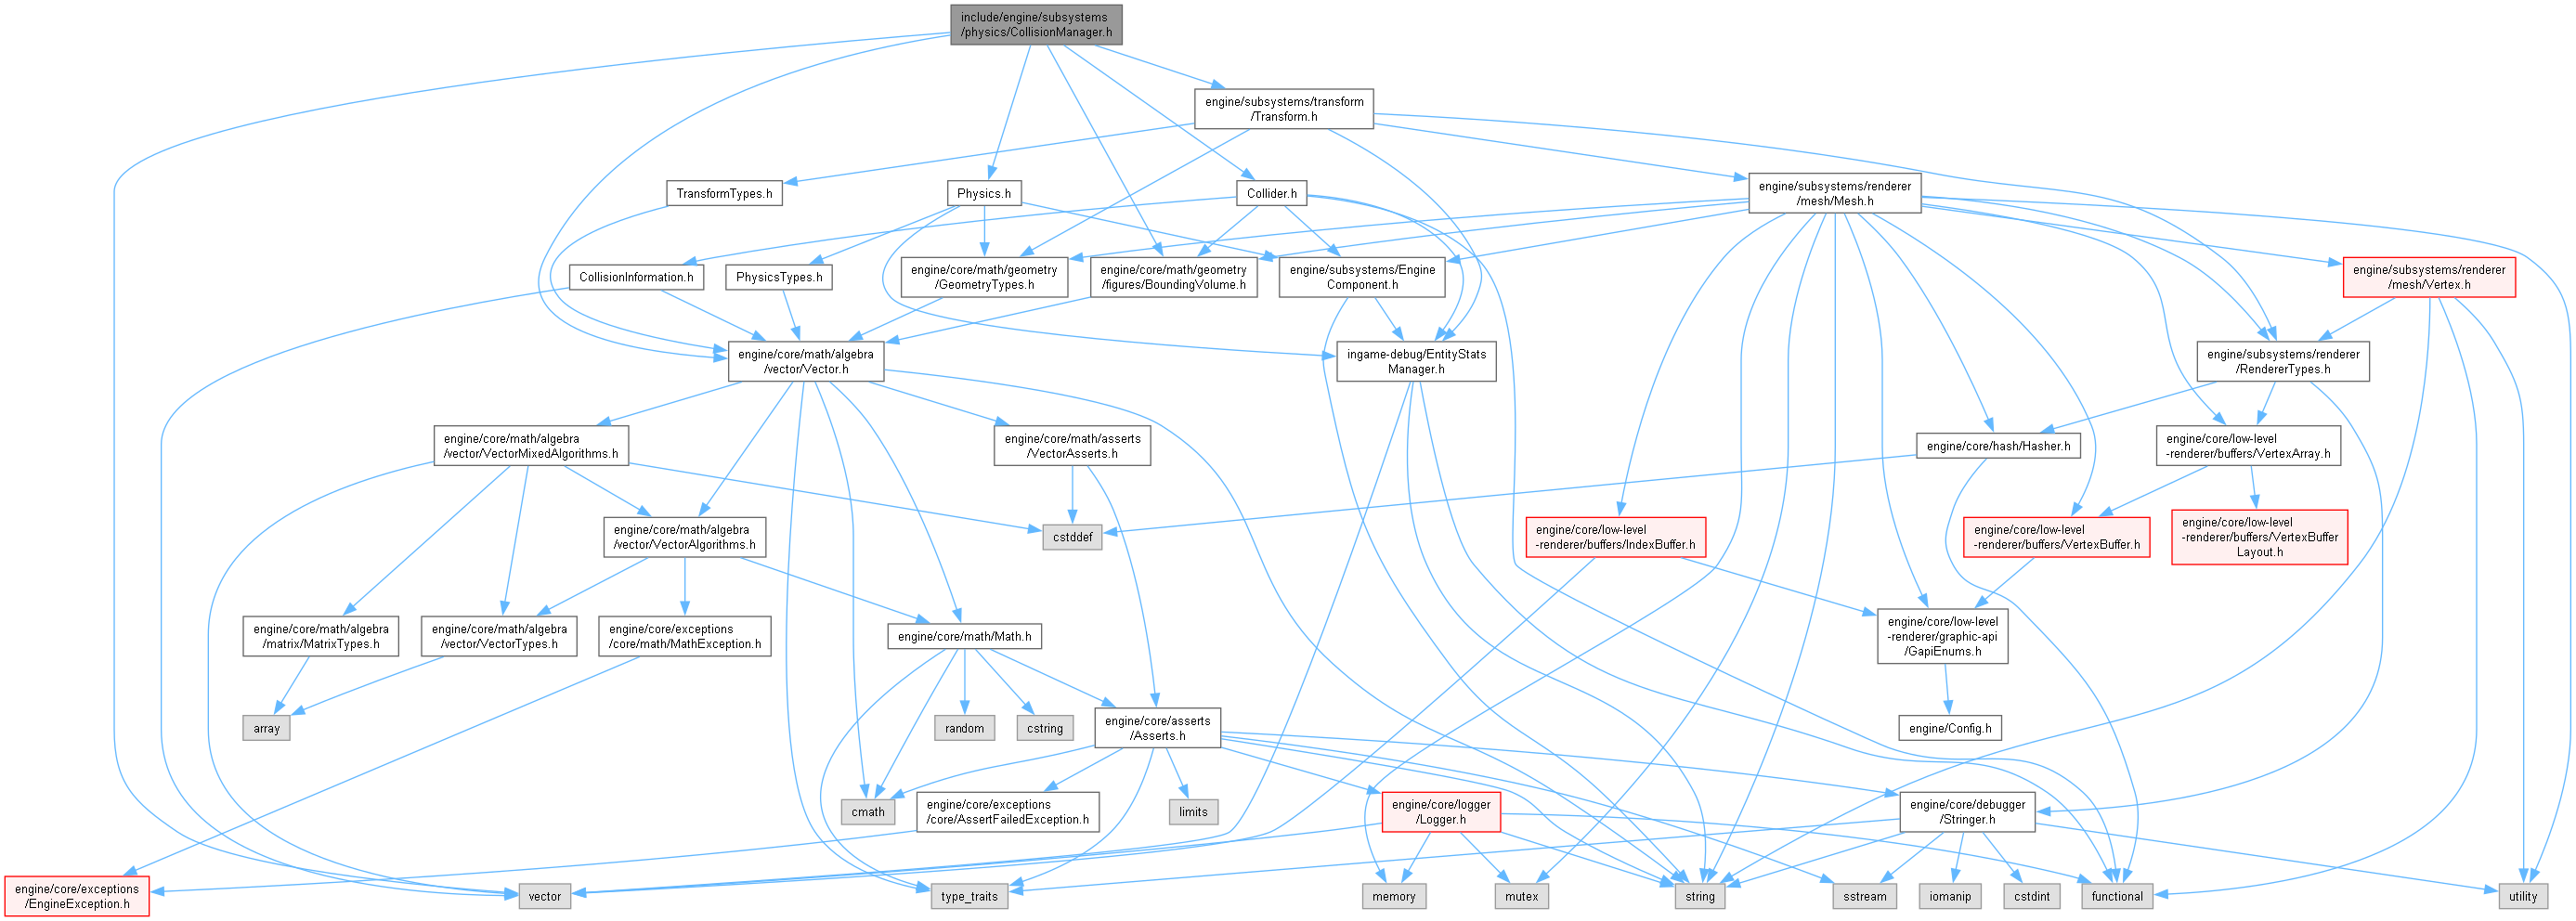 include/engine/subsystems
/physics/CollisionManager.h
engine/subsystems/transform
/Transform.h
TransformTypes.h
Physics.h
Collider.h
engine/subsystems/renderer
/mesh/Mesh.h
CollisionInformation.h
PhysicsTypes.h
engine/core/math/geometry
/GeometryTypes.h
engine/core/math/geometry
/figures/BoundingVolume.h
engine/subsystems/Engine
Component.h
engine/subsystems/renderer
/mesh/Vertex.h
engine/core/math/algebra
/vector/Vector.h
ingame-debug/EntityStats
Manager.h
engine/subsystems/renderer
/RendererTypes.h
engine/core/math/algebra
/vector/VectorMixedAlgorithms.h
engine/core/math/asserts
/VectorAsserts.h
engine/core/hash/Hasher.h
engine/core/low-level
-renderer/buffers/VertexArray.h
engine/core/math/algebra
/vector/VectorAlgorithms.h
cstddef
engine/core/low-level
-renderer/buffers/IndexBuffer.h
engine/core/low-level
-renderer/buffers/VertexBuffer.h
engine/core/low-level
-renderer/buffers/VertexBuffer
Layout.h
engine/core/math/algebra
/matrix/MatrixTypes.h
engine/core/math/algebra
/vector/VectorTypes.h
engine/core/exceptions
/core/math/MathException.h
engine/core/math/Math.h
engine/core/low-level
-renderer/graphic-api
/GapiEnums.h
array
random
cstring
engine/core/asserts
/Asserts.h
engine/Config.h
cmath
engine/core/exceptions
/core/AssertFailedException.h
limits
engine/core/logger
/Logger.h
engine/core/debugger
/Stringer.h
engine/core/exceptions
/EngineException.h
vector
type_traits
memory
mutex
string
sstream
iomanip
cstdint
functional
utility